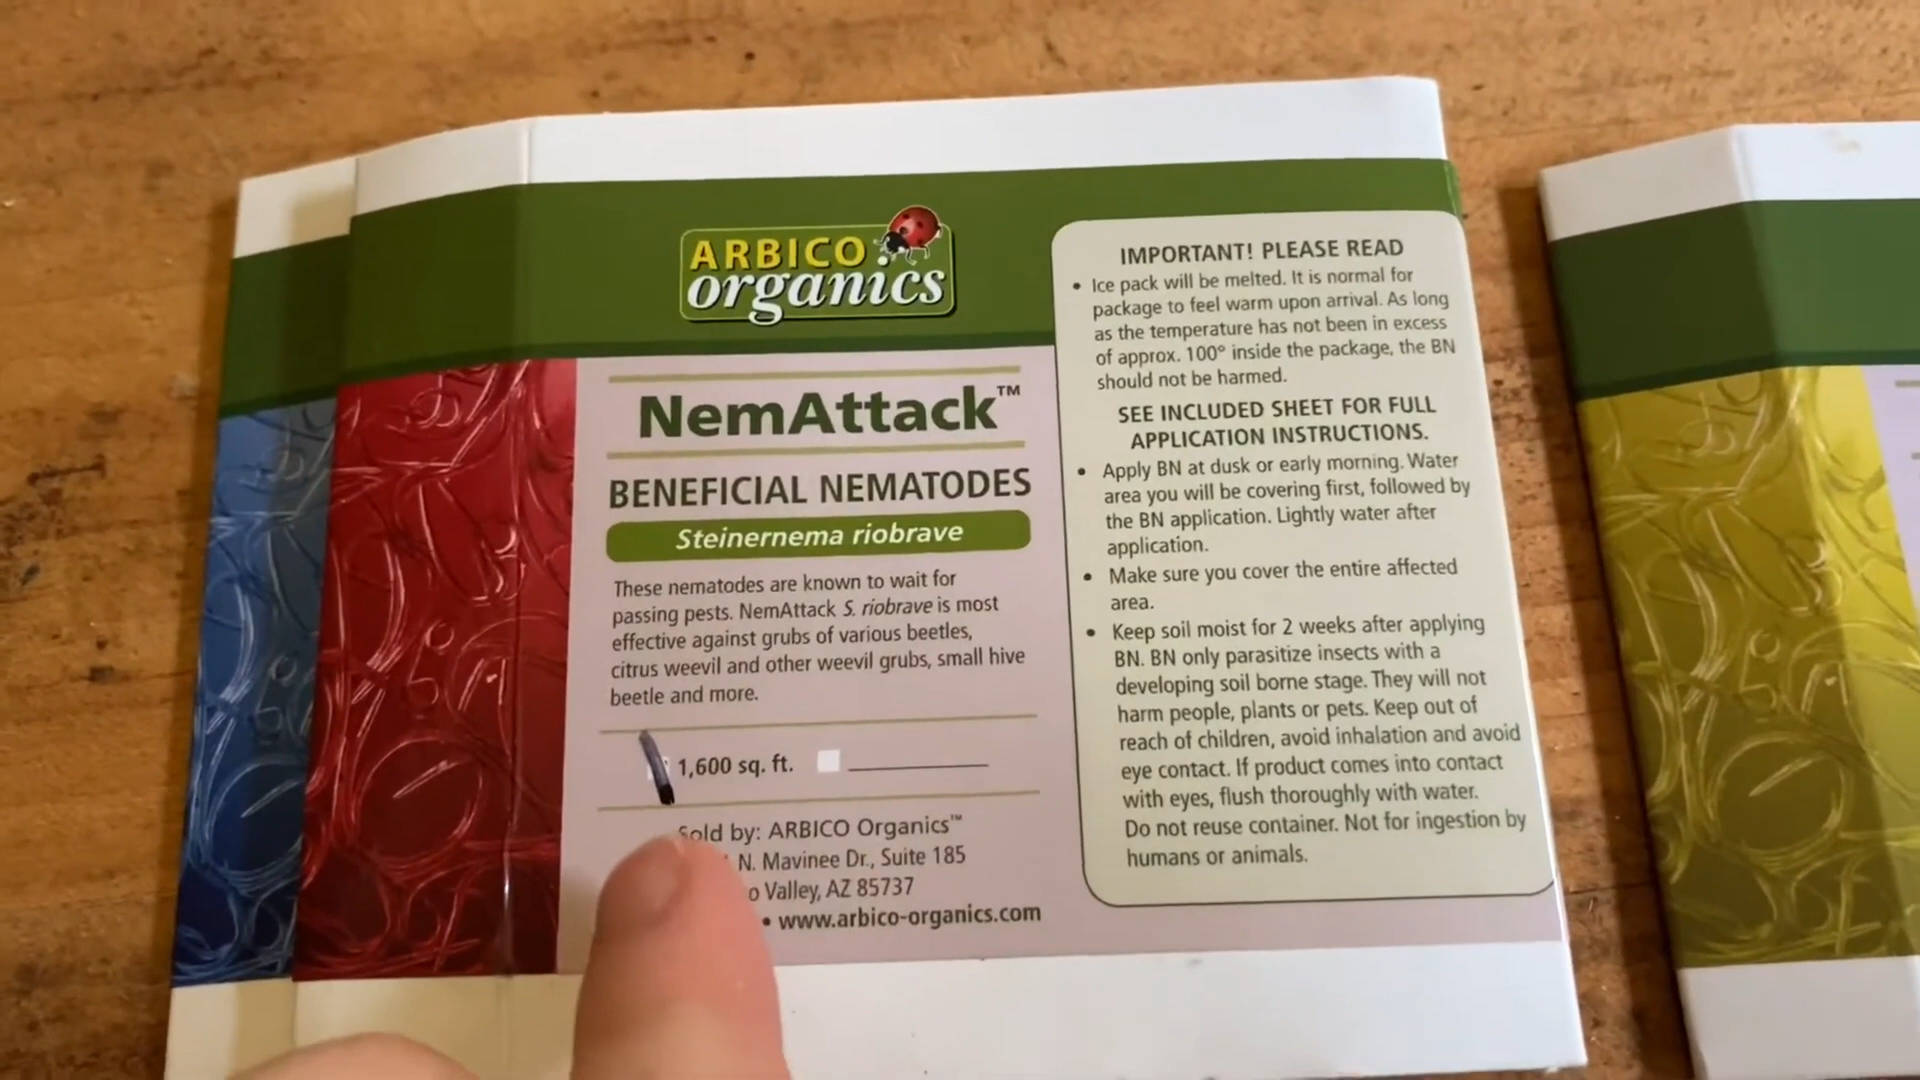 ARBICO
organics
NemAttack™
BENEFICIAL NEMATODES
Steinernema riobrave
These nematodes are known to wait for
passing pests. NemAttack S. riobrave is most
effective against grubs of various beetles,
citrus weevil and other weevil grubs, small hive
beetle and more.
1,600 sq. ft.
Sold by: ARBICO Organics™
N. Mavinee Dr., Suite 185
Valley, AZ 85737
• www.arbico-organics.com
IMPORTANT! PLEASE READ
• Ice pack will be melted. It is normal for
package to feel warm upon arrival. As long
as the temperature has not been in excess
of approx. 100° inside the package, the BN
should not be harmed.
SEE INCLUDED SHEET FOR FULL
APPLICATION INSTRUCTIONS.
• Apply BN at dusk or early morning. Water
area you will be covering first, followed by
the BN application. Lightly water after
application.
• Make sure you cover the entire affected
area.
• Keep soil moist for 2 weeks after applying
BN. BN only parasitize insects with a
developing soil borne stage. They will not
harm people, plants or pets. Keep out of
reach of children, avoid inhalation and avoid
eye contact. If product comes into contact
with eyes, flush thoroughly with water.
Do not reuse container. Not for ingestion by
humans or animals.